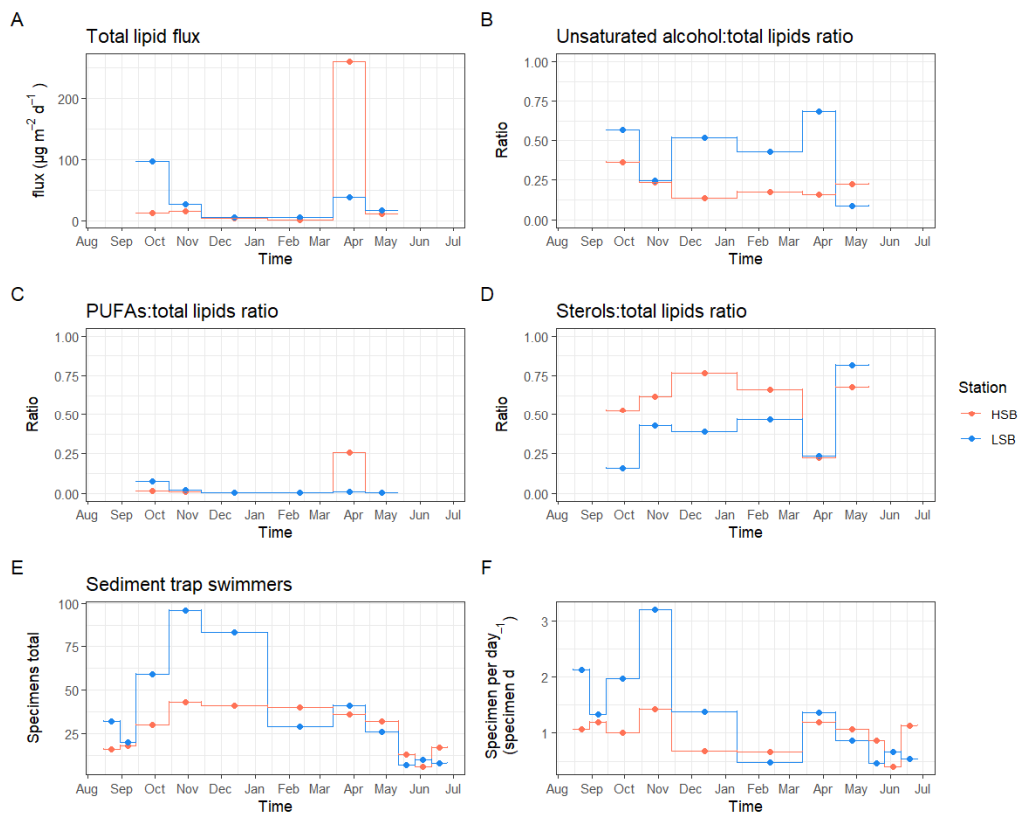 A
Total lipid flux
flux (µg m⁻² d⁻¹ )
200
100
0
Aug Sep Oct Nov Dec Jan Feb Mar Apr May Jun Jul
Time
B
Unsaturated alcohol:total lipids ratio
Ratio
1.00
0.75
0.50
0.25
0.00
Aug Sep Oct Nov Dec Jan Feb Mar Apr May Jun Jul
Time
C
PUFAs:total lipids ratio
Ratio
1.00
0.75
0.50
0.25
0.00
Aug Sep Oct Nov Dec Jan Feb Mar Apr May Jun Jul
Time
D
Sterols:total lipids ratio
Ratio
1.00
0.75
0.50
0.25
0.00
Aug Sep Oct Nov Dec Jan Feb Mar Apr May Jun Jul
Time
Station
HSB
LSB
E
Sediment trap swimmers
Specimens total
100
75
50
25
Aug Sep Oct Nov Dec Jan Feb Mar Apr May Jun Jul
Time
F
Specimen per day₋₁ )
(specimen d
3
2
1
Aug Sep Oct Nov Dec Jan Feb Mar Apr May Jun Jul
Time